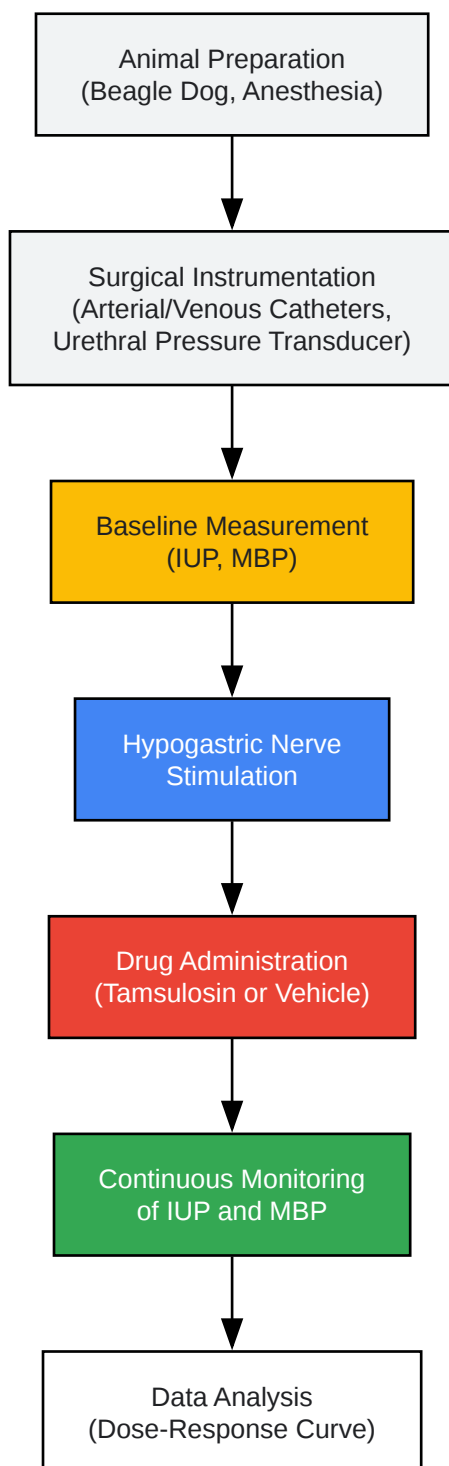 Animal Preparation
(Beagle Dog, Anesthesia)
Surgical Instrumentation
(Arterial/Venous Catheters,
Urethral Pressure Transducer)
Baseline Measurement
(IUP, MBP)
Hypogastric Nerve
Stimulation
Drug Administration
(Tamsulosin or Vehicle)
Continuous Monitoring
of IUP and MBP
Data Analysis
(Dose-Response Curve)